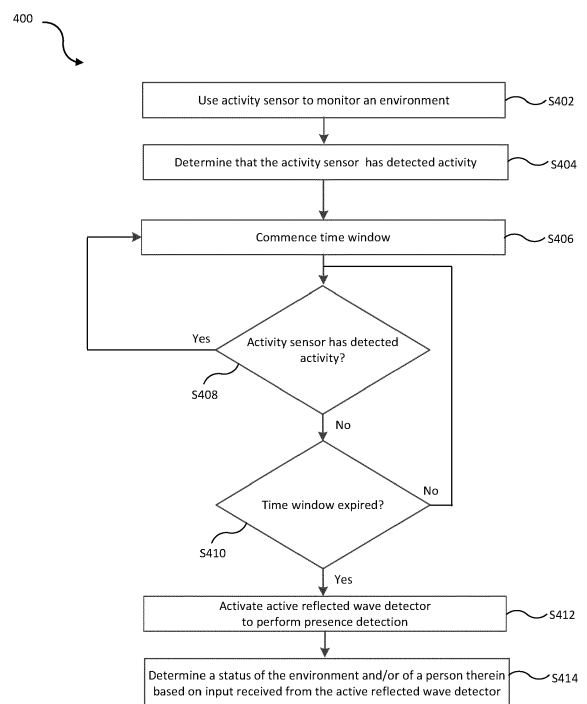 400
Use activity sensor to monitor an environment
S402
Determine that the activity sensor has detected activity
S404
Commence time window
S406
Yes
Activity sensor has detected
activity?
S408
No
Time window expired?
No
S410
Yes
Activate active reflected wave detector
to perform presence detection
S412
Determine a status of the environment and/or of a person therein
based on input received from the active reflected wave detector
S414